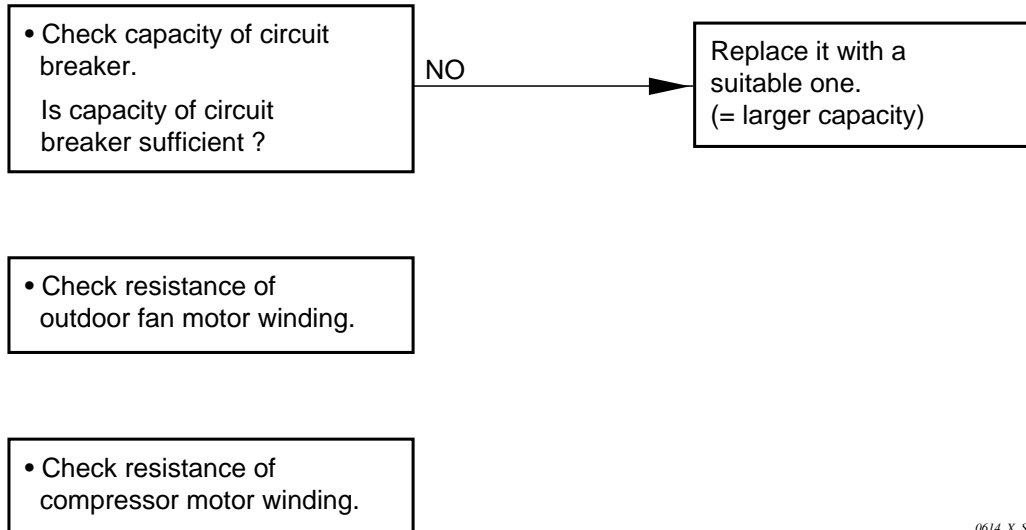 • Check capacity of circuit
breaker.
Is capacity of circuit
breaker sufficient ?
NO
Replace it with a
suitable one.
(= larger capacity)
• Check resistance of
outdoor fan motor winding.
• Check resistance of
compressor motor winding.
0614_X_S